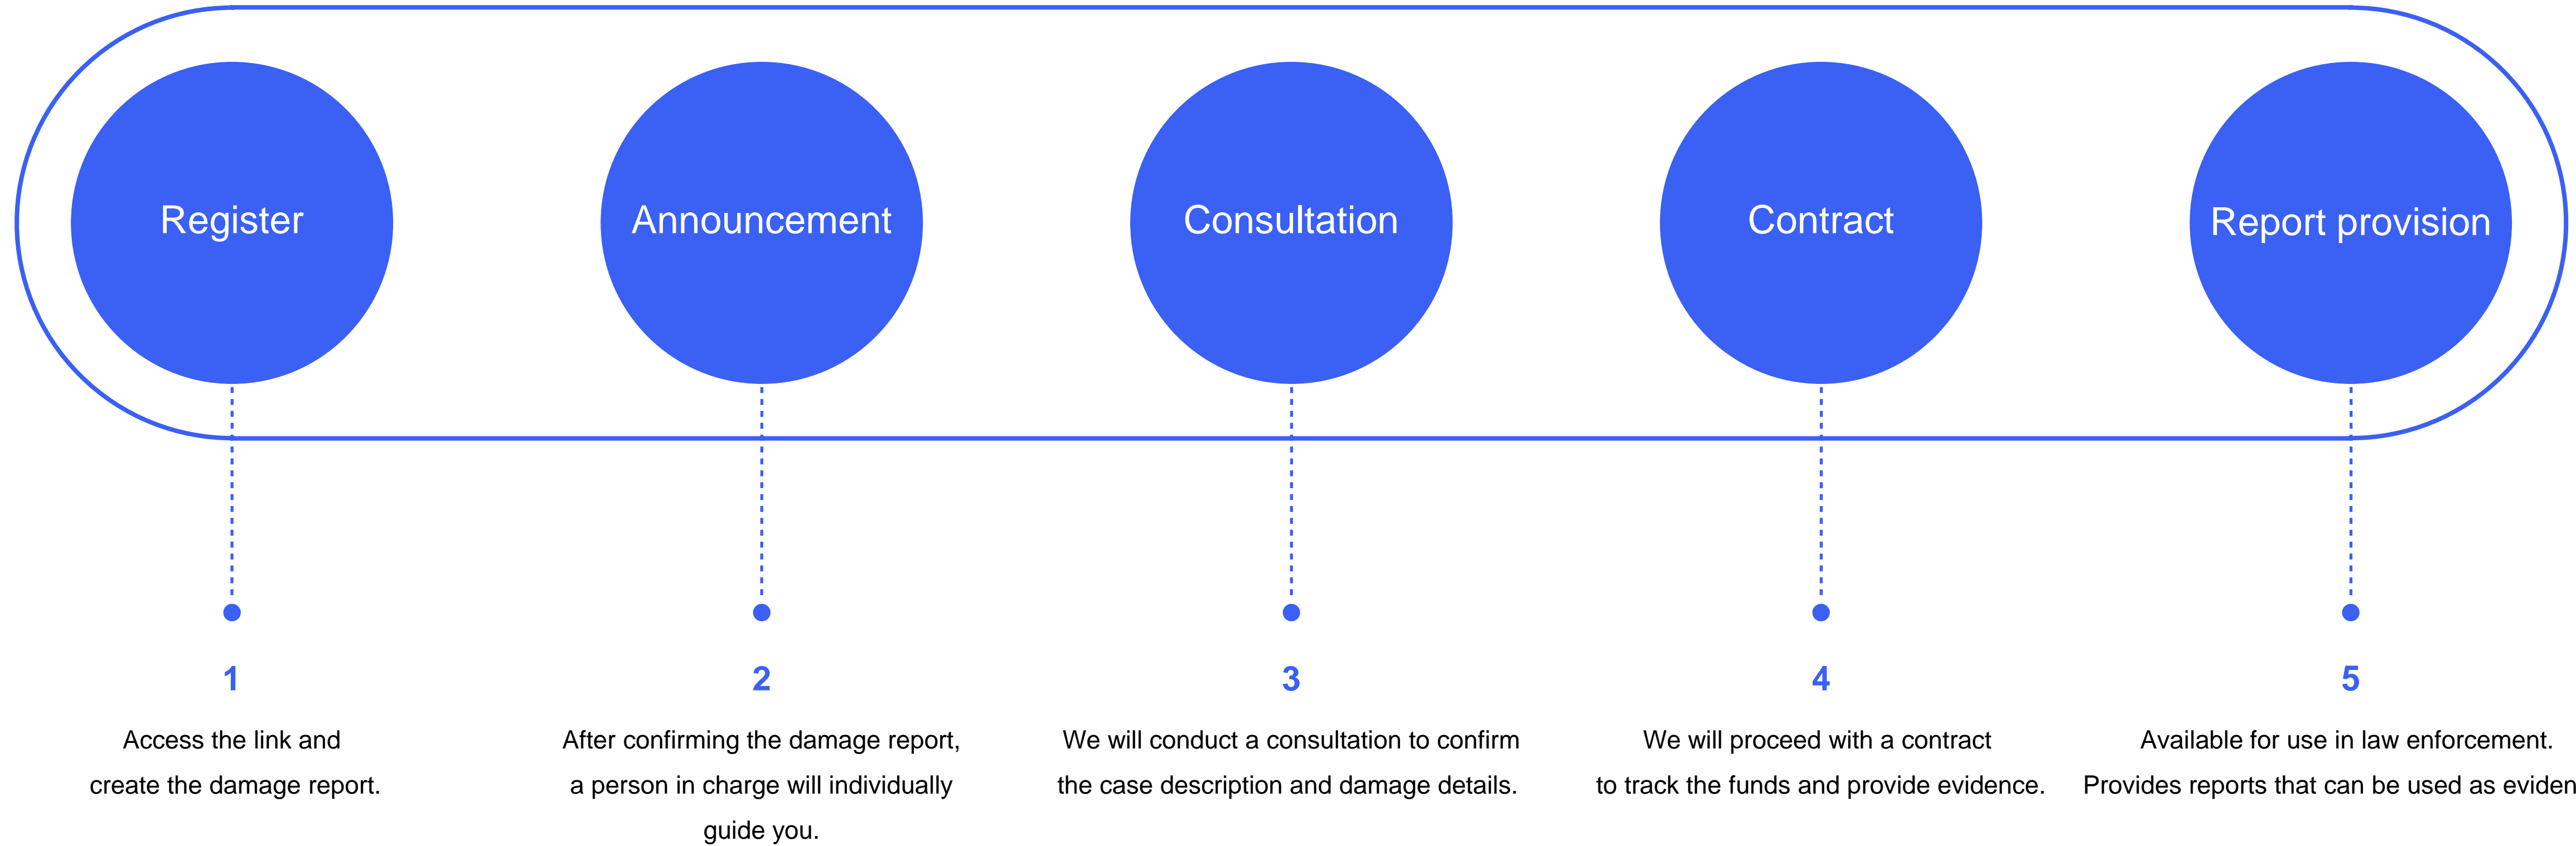 Register
Announcement
Consultation
Contract
Report provision
1
Access the link and
create the damage report.
2
After confirming the damage report,
a person in charge will individually
guide you.
3
We will conduct a consultation to confirm
the case description and damage details.
4
We will proceed with a contract
to track the funds and provide evidence.
5
Available for use in law enforcement.
Provides reports that can be used as eviden